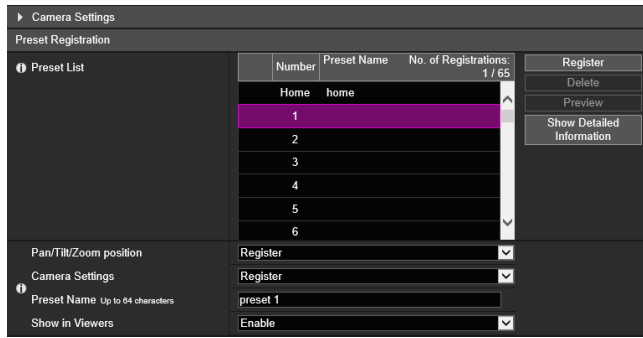 Camera Settings
Preset Registration
Preset List
Number Preset Name No. of Registrations:
1 / 65
Home home
1
2
3
4
5
6
Register
Delete
Preview
Show Detailed
Information
Pan/Tilt/Zoom position Register
Camera Settings Register
Preset Name Up to 64 characters preset 1
Show in Viewers Enable